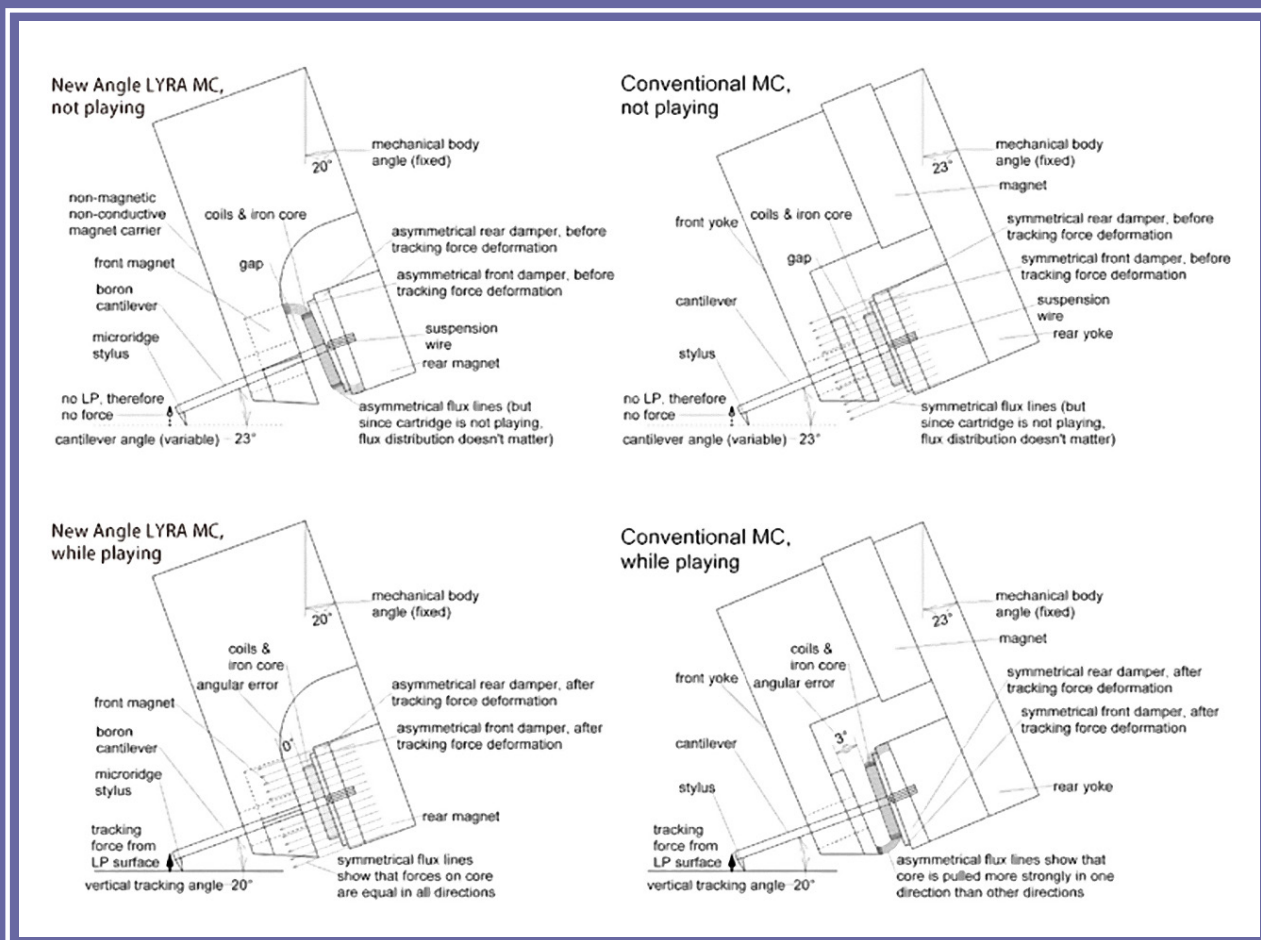 New Angle LYRA MC,
not playing
mechanical body
angle (fixed)
20°
non-magnetic
non-conductive
magnet carrier
coils & iron core
asymmetrical rear damper, before
tracking force deformation
front magnet
gap
asymmetrical front damper, before
tracking force deformation
boron
cantilever
suspension
wire
microridge
stylus
rear magnet
no LP, therefore
no force
asymmetrical flux lines (but
since cartridge is not playing,
flux distribution doesn't matter)
cantilever angle (variable) 23°
Conventional MC,
not playing
mechanical body
angle (fixed)
23°
magnet
front yoke
coils & iron core
symmetrical rear damper, before
tracking force deformation
gap
symmetrical front damper, before
tracking force deformation
cantilever
suspension
wire
rear yoke
stylus
no LP, therefore
no force
symmetrical flux lines (but
since cartridge is not playing,
flux distribution doesn't matter)
cantilever angle (variable) 23°
New Angle LYRA MC,
while playing
mechanical body
angle (fixed)
20°
coils &
iron core
angular error
asymmetrical rear damper, after
tracking force deformation
front magnet
0°
asymmetrical front damper, after
tracking force deformation
boron
cantilever
microridge
stylus
rear magnet
tracking
force from
LP surface
symmetrical flux lines
show that forces on core
are equal in all directions
vertical tracking angle 20°
Conventional MC,
while playing
mechanical body
angle (fixed)
23°
magnet
coils &
iron core
angular error
front yoke
symmetrical rear damper, after
tracking force deformation
3°
symmetrical front damper, after
tracking force deformation
cantilever
stylus
rear yoke
tracking
force from
LP surface
asymmetrical flux lines show that
core is pulled more strongly in one
direction than other directions
vertical tracking angle 20°